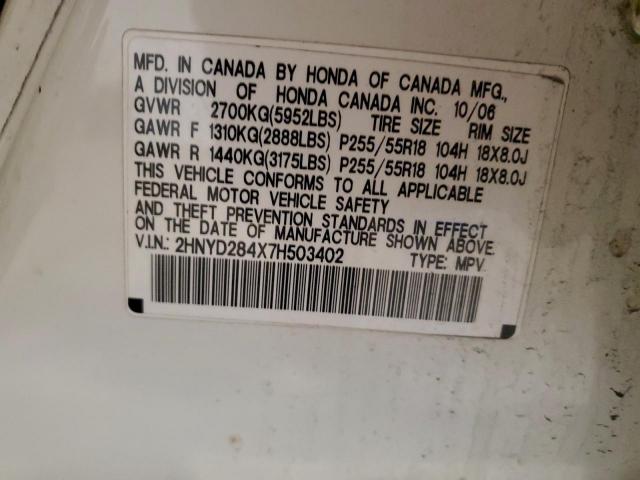 MFD. IN CANADA BY HONDA OF CANADA MFG.,
A DIVISION OF HONDA CANADA INC. 10/06
GVWR 2700KG(5952LBS) TIRE SIZE RIM SIZE
GAWR F 1310KG(2888LBS) P255/55R18 104H 18X8.0J
GAWR R 1440KG(3175LBS) P255/55R18 104H 18X8.0J
THIS VEHICLE CONFORMS TO ALL APPLICABLE
FEDERAL MOTOR VEHICLE SAFETY
AND THEFT PREVENTION STANDARDS IN EFFECT
ON THE DATE OF MANUFACTURE SHOWN ABOVE.
V.I.N.: 2HNYD284X7H503402 TYPE: MPV